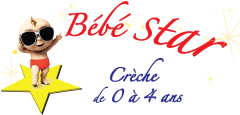 Bébé Star
Crèche
de 0 à 4 ans